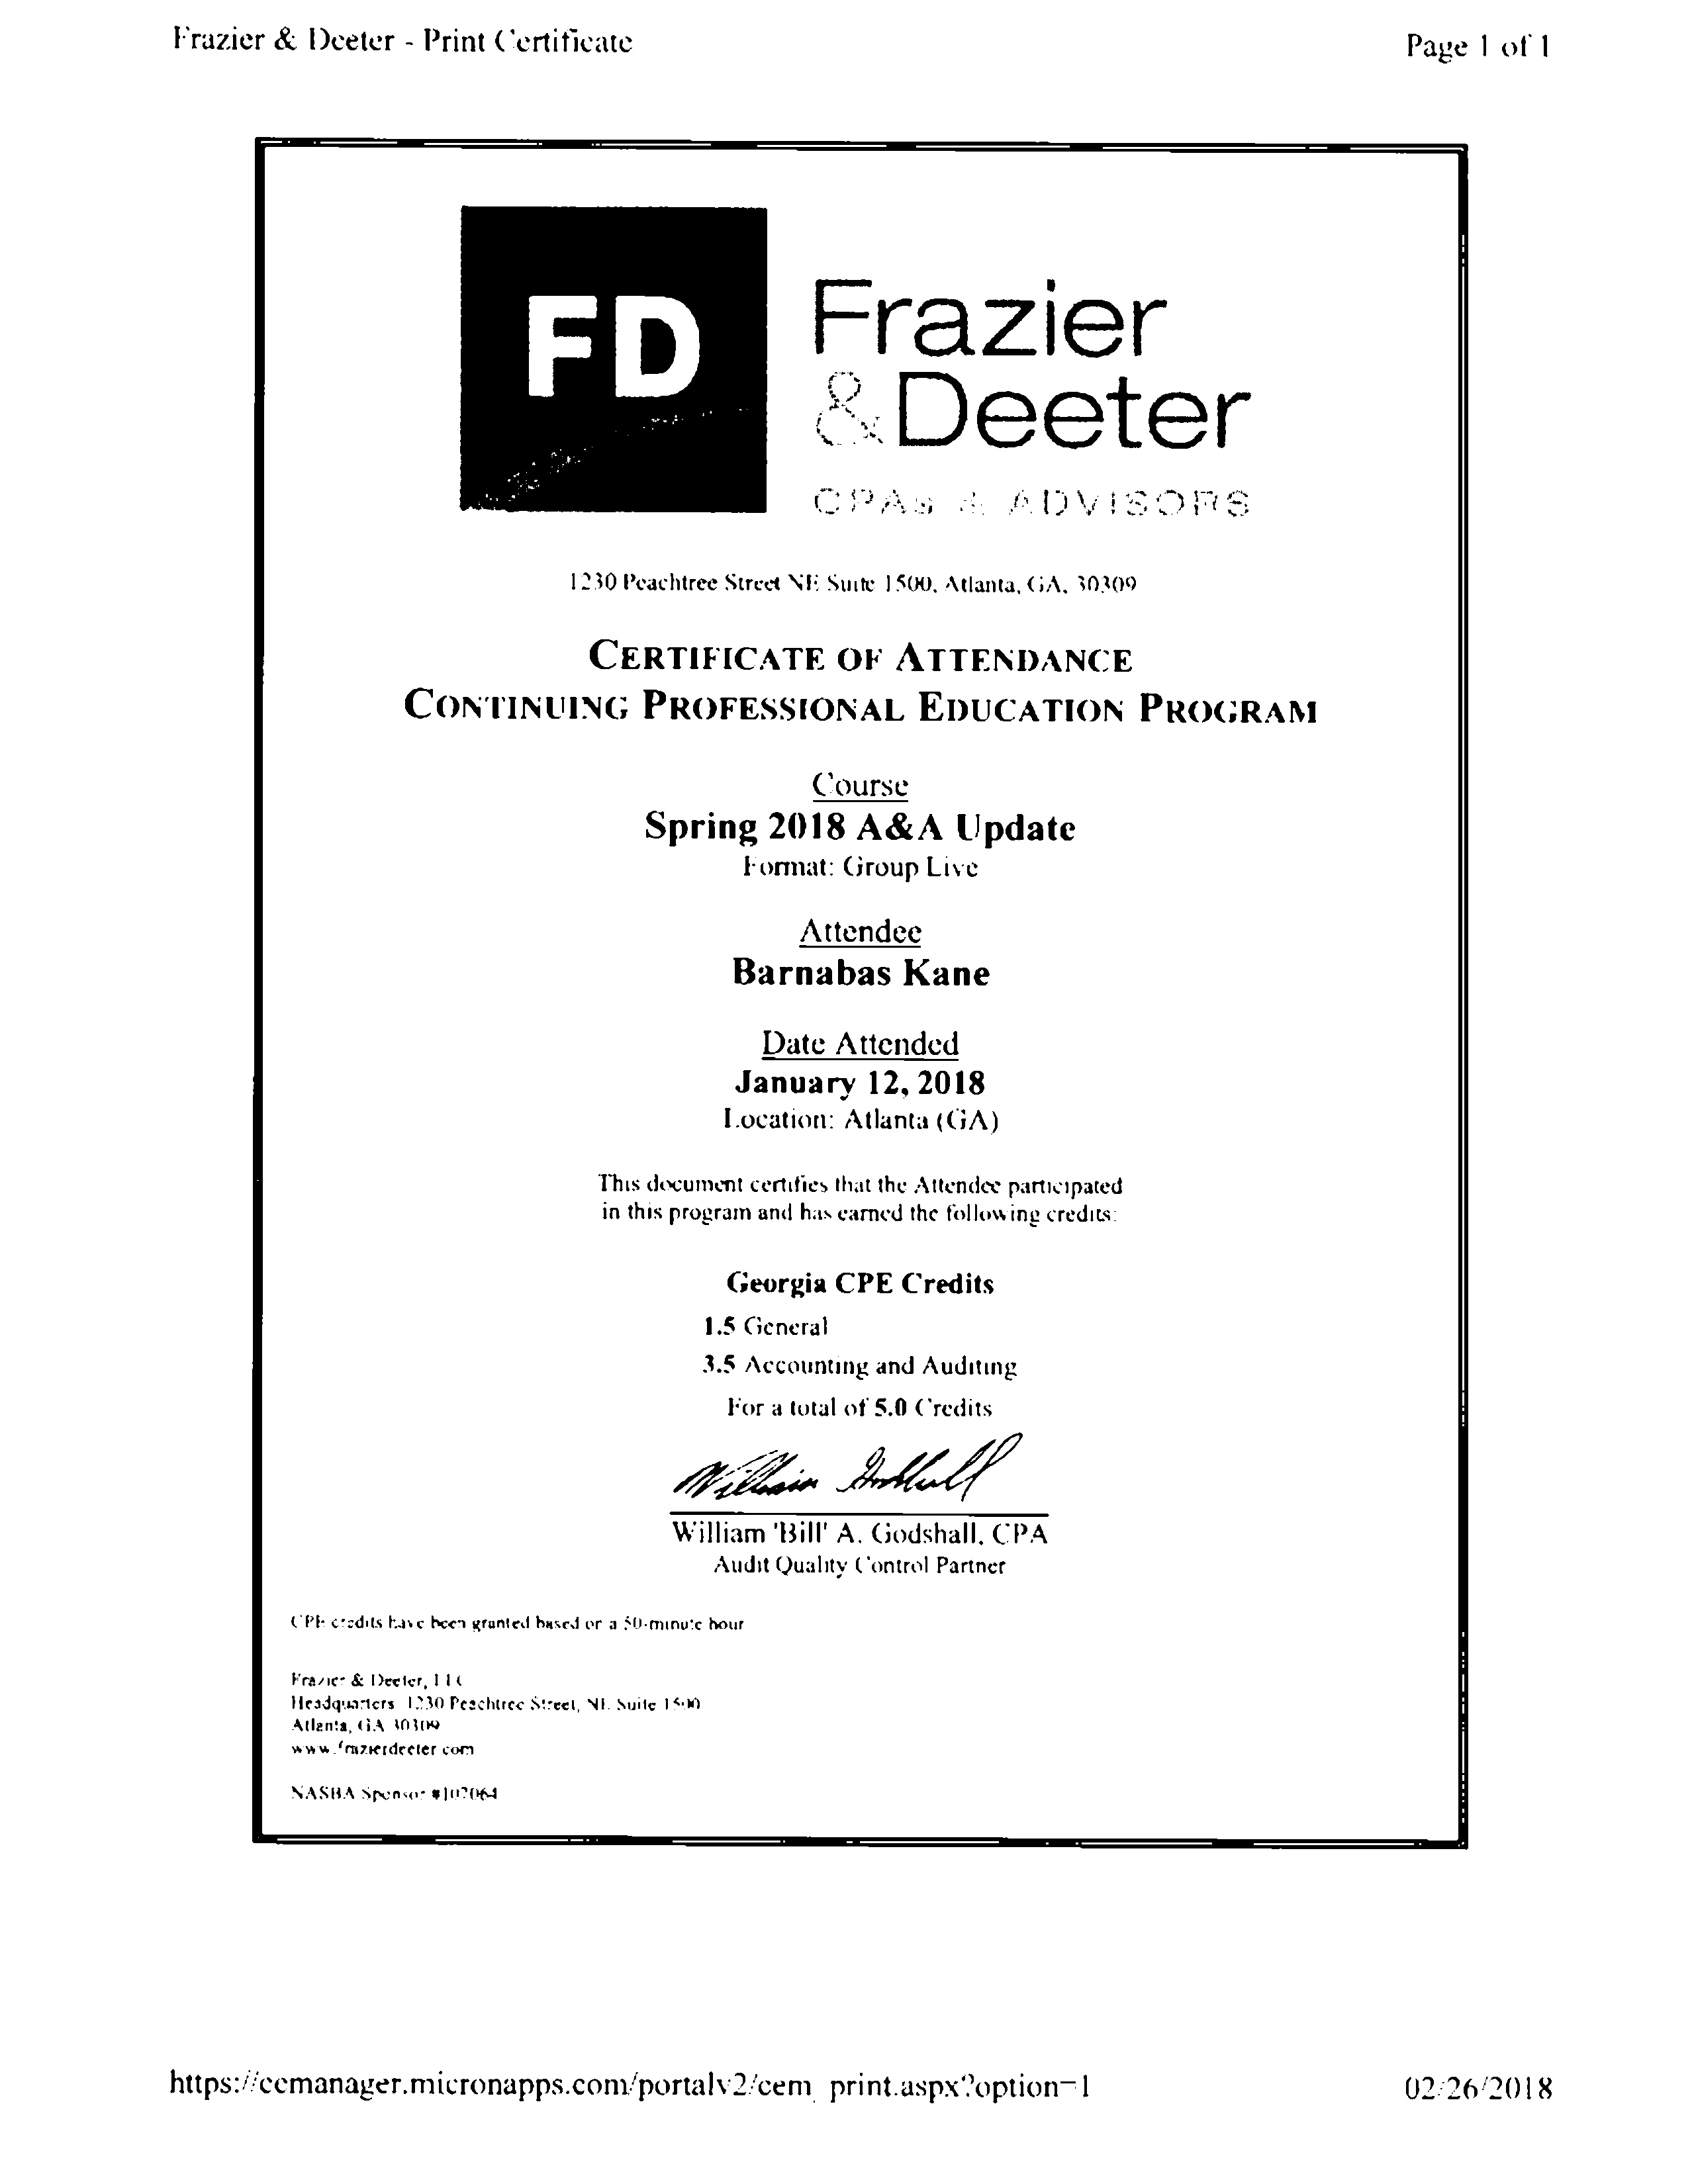 Frazier & Deeter - Print Certificate
Page 1 of 1
FD
Frazier
&Deeter
CPAs & ADVISORS
1230 Peachtree Street NE Suite 1500, Atlanta, GA, 30309
CERTIFICATE OF ATTENDANCE
CONTINUING PROFESSIONAL EDUCATION PROGRAM
Course
Spring 2018 A&A Update
Format: Group Live
Attendee
Barnabas Kane
Date Attended
January 12, 2018
Location: Atlanta (GA)
This document certifies that the Attendee participated
in this program and has earned the following credits:
Georgia CPE Credits
1.5 General
3.5 Accounting and Auditing
For a total of 5.0 Credits
William Godshall
William 'Bill' A. Godshall, CPA
Audit Quality Control Partner
CPE credits have been granted based on a 50-minute hour
Frazier & Deeter, LLC
Headquarters 1230 Peachtree Street, NE Suite 1500
Atlanta, GA 30309
www.frazierdeeter.com
NASBA Sponsor #107064
https://cemanager.micronapps.com/portalv2/cem_print.aspx?option=1
02/26/2018